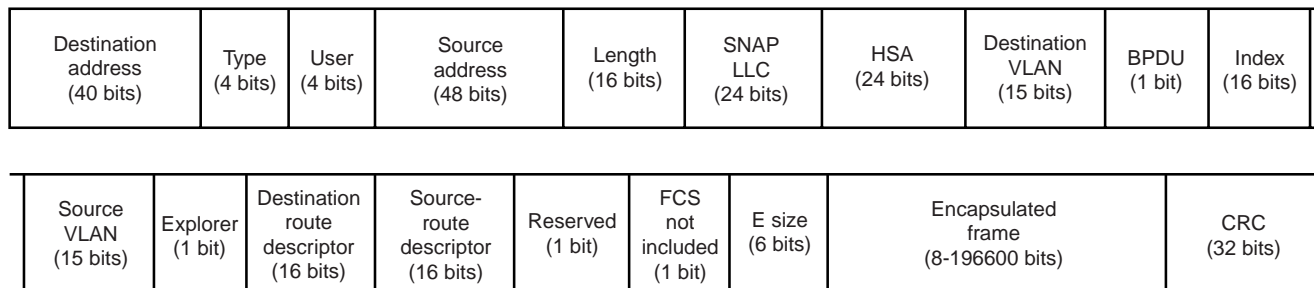 Destination
address
(40 bits)
Type
(4 bits)
User
(4 bits)
Source
address
(48 bits)
Length
(16 bits)
SNAP
LLC
(24 bits)
HSA
(24 bits)
Destination
VLAN
(15 bits)
BPDU
(1 bit)
Index
(16 bits)
Source
VLAN
(15 bits)
Explorer
(1 bit)
Destination
route
descriptor
(16 bits)
Source-
route
descriptor
(16 bits)
Reserved
(1 bit)
FCS
not
included
(1 bit)
E size
(6 bits)
Encapsulated
frame
(8-196600 bits)
CRC
(32 bits)